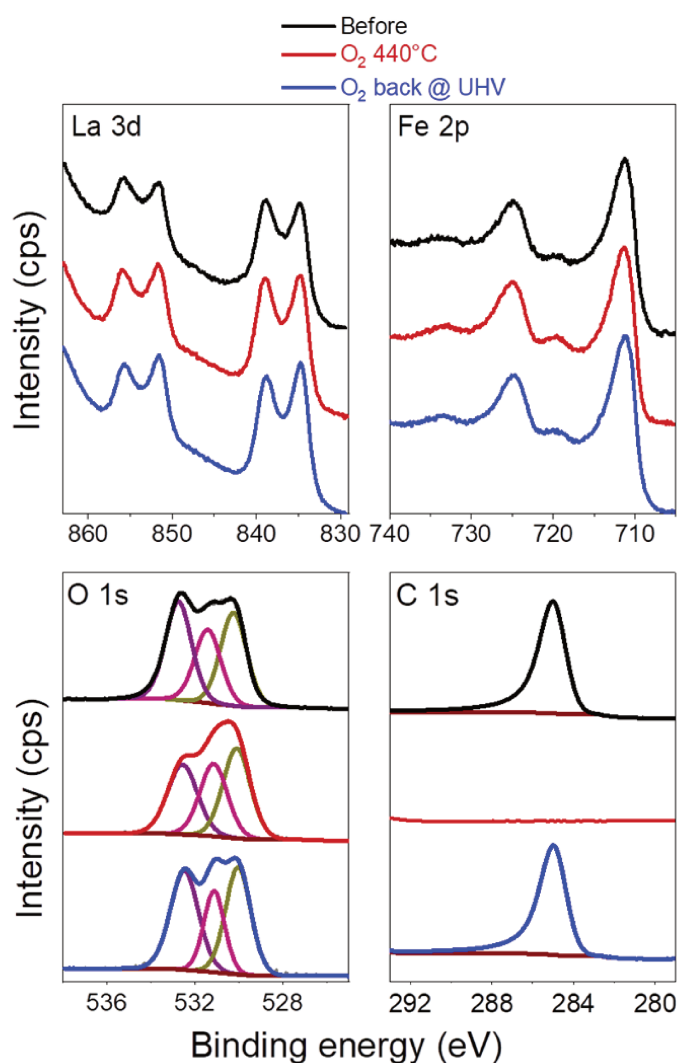 Before
O₂ 440°C
O₂ back @ UHV
La 3d
Fe 2p
Intensity (cps)
860 850 840 830
740 730 720 710
O 1s
C 1s
Intensity (cps)
536 532 528
292 288 284 280
Binding energy (eV)